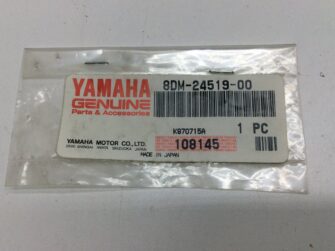 YAMAHA
GENUINE
Parts & Accessories
8DM-24519-00
K870715A
1 PC
YAMAHA MOTOR CO.,LTD.
108145
MADE IN JAPAN